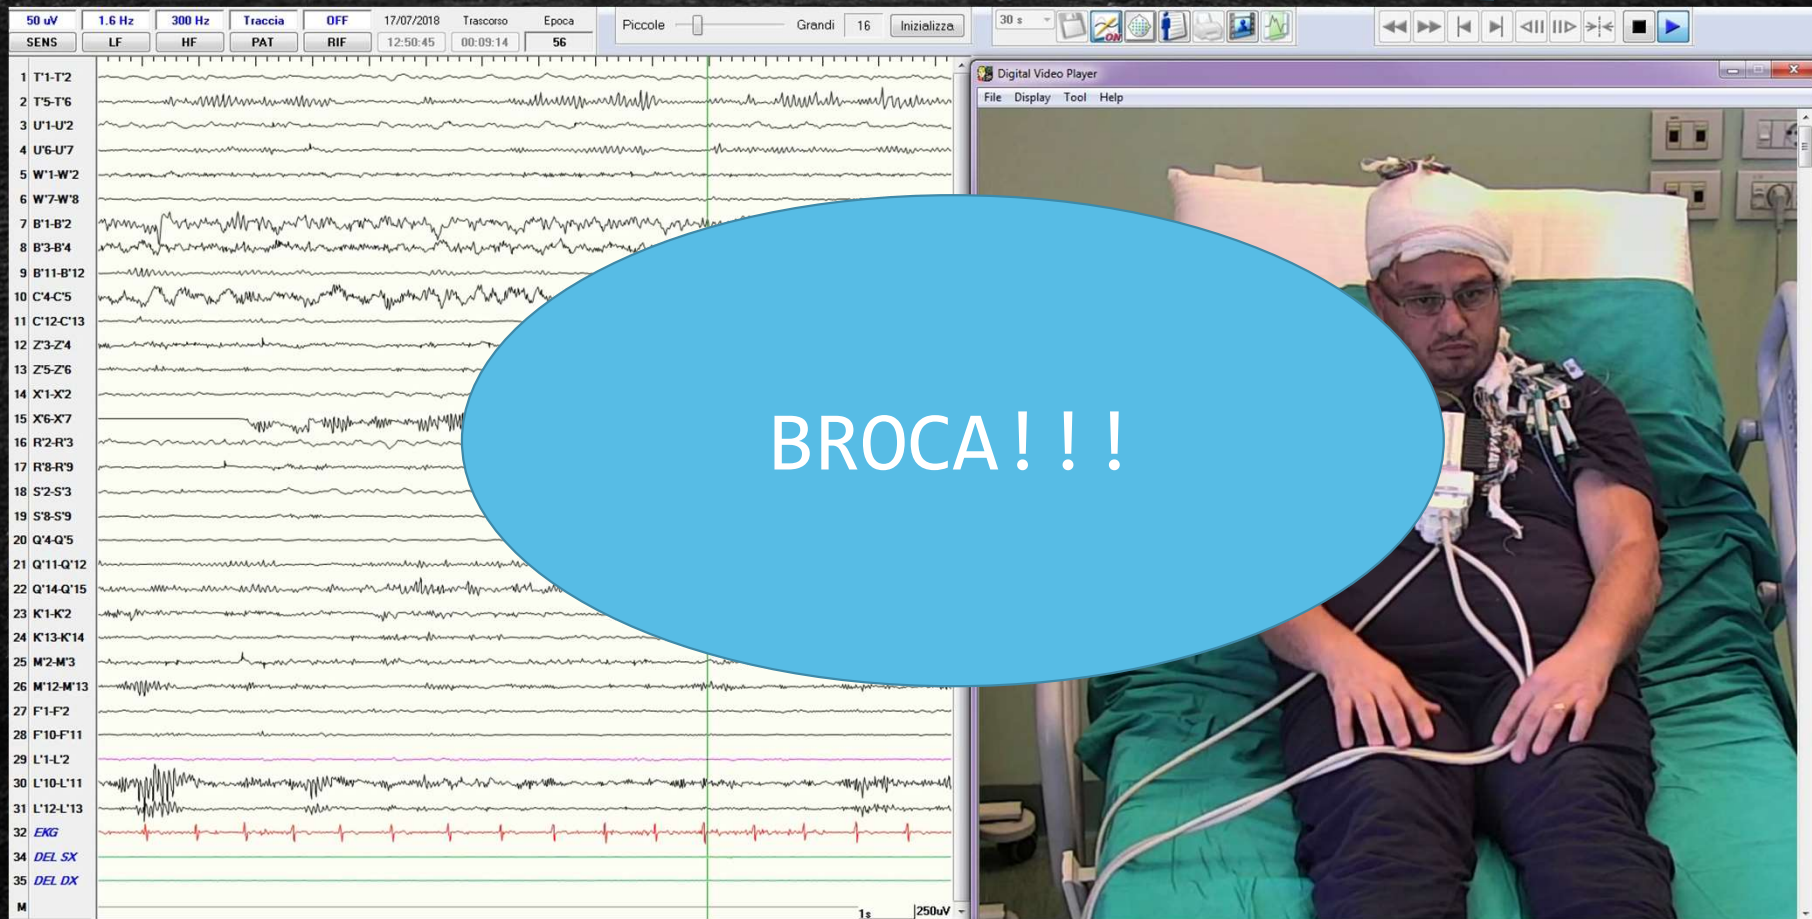 50 uV 1.6 Hz 300 Hz Traccia OFF 17/07/2018 Trascorso Epoca
SENS LF HF PAT RIF 12:50:45 00:09:14 56
Piccole Grandi 16 Inizializza
30 s
ON
1 T'1-T'2
2 T'5-T'6
3 U'1-U'2
4 U'6-U'7
5 W'1-W'2
6 W'7-W'8
7 B'1-B'2
8 B'3-B'4
9 B'11-B'12
10 C'4-C'5
11 C'12-C'13
12 Z'3-Z'4
13 Z'5-Z'6
14 X'1-X'2
15 X'6-X'7
16 R'2-R'3
17 R'8-R'9
18 S'2-S'3
19 S'8-S'9
20 Q'4-Q'5
21 Q'11-Q'12
22 Q'14-Q'15
23 K'1-K'2
24 K'13-K'14
25 M'2-M'3
26 M'12-M'13
27 F'1-F'2
28 F'10-F'11
29 L'1-L'2
30 L'10-L'11
31 L'12-L'13
32 EKG
34 DEL SX
35 DEL DX
M
1s 250uV
Digital Video Player
File Display Tool Help
BROCA!!!